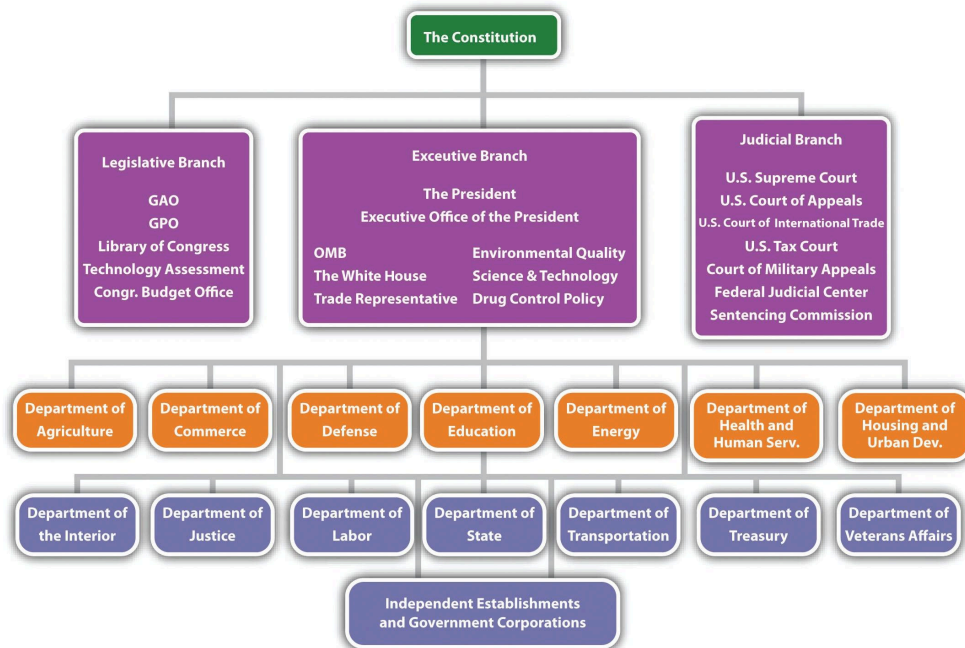 The Constitution
Legislative Branch
GAO
GPO
Library of Congress
Technology Assessment
Congr. Budget Office
Exceutive Branch
The President
Executive Office of the President
OMB
The White House
Trade Representative
Environmental Quality
Science & Technology
Drug Control Policy
Judicial Branch
U.S. Supreme Court
U.S. Court of Appeals
U.S. Court of International Trade
U.S. Tax Court
Court of Military Appeals
Federal Judicial Center
Sentencing Commission
Department of
Agriculture
Department of
Commerce
Department of
Defense
Department of
Education
Department of
Energy
Department of
Health and
Human Serv.
Department of
Housing and
Urban Dev.
Department of
the Interior
Department of
Justice
Department of
Labor
Department of
State
Department of
Transportation
Department of
Treasury
Department of
Veterans Affairs
Independent Establishments
and Government Corporations